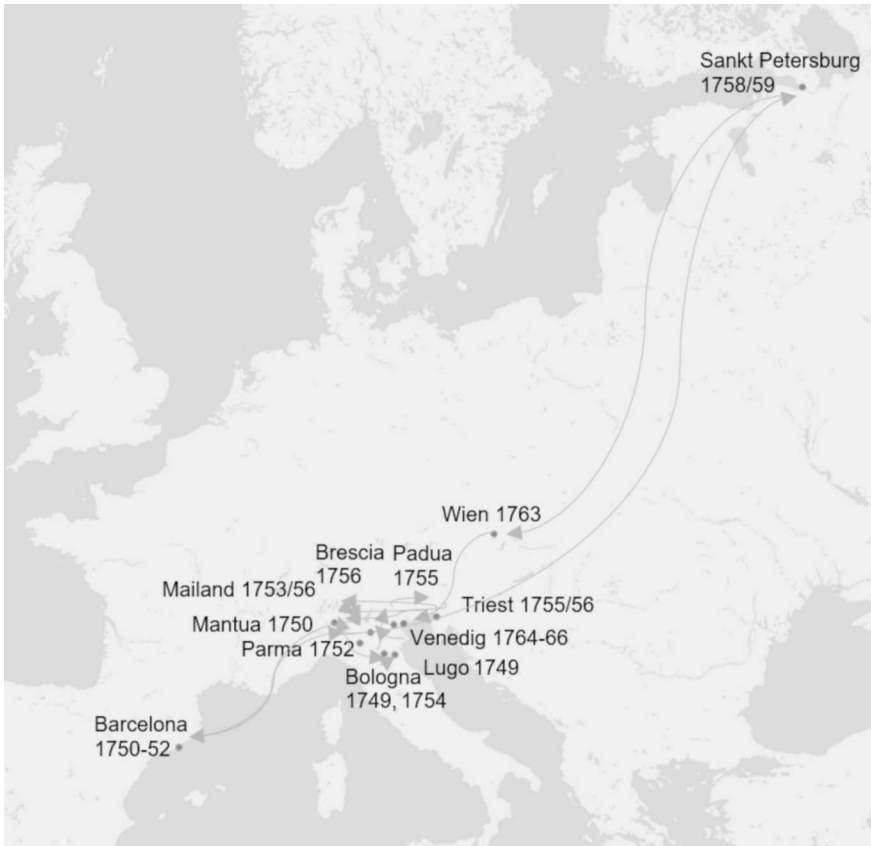 Sankt Petersburg
1758/59
Wien 1763
Brescia
1756
Padua
1755
Mailand 1753/56
Triest 1755/56
Mantua 1750
Venedig 1764-66
Parma 1752
Lugo 1749
Bologna
1749, 1754
Barcelona
1750-52